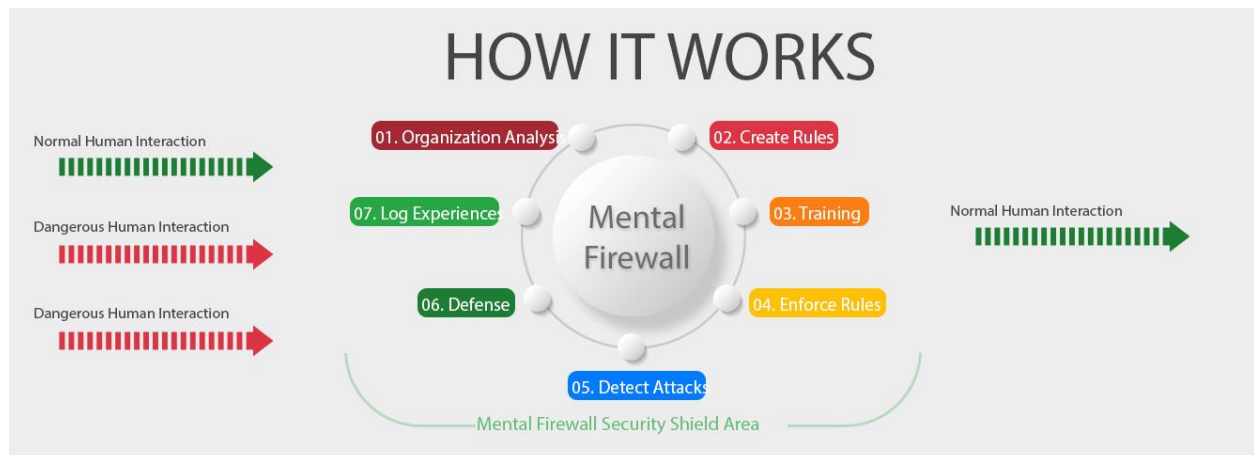 HOW IT WORKS
Normal Human Interaction
Dangerous Human Interaction
Dangerous Human Interaction
01. Organization Analysis
02. Create Rules
07. Log Experiences
03. Training
Mental
Firewall
06. Defense
04. Enforce Rules
05. Detect Attacks
Mental Firewall Security Shield Area
Normal Human Interaction